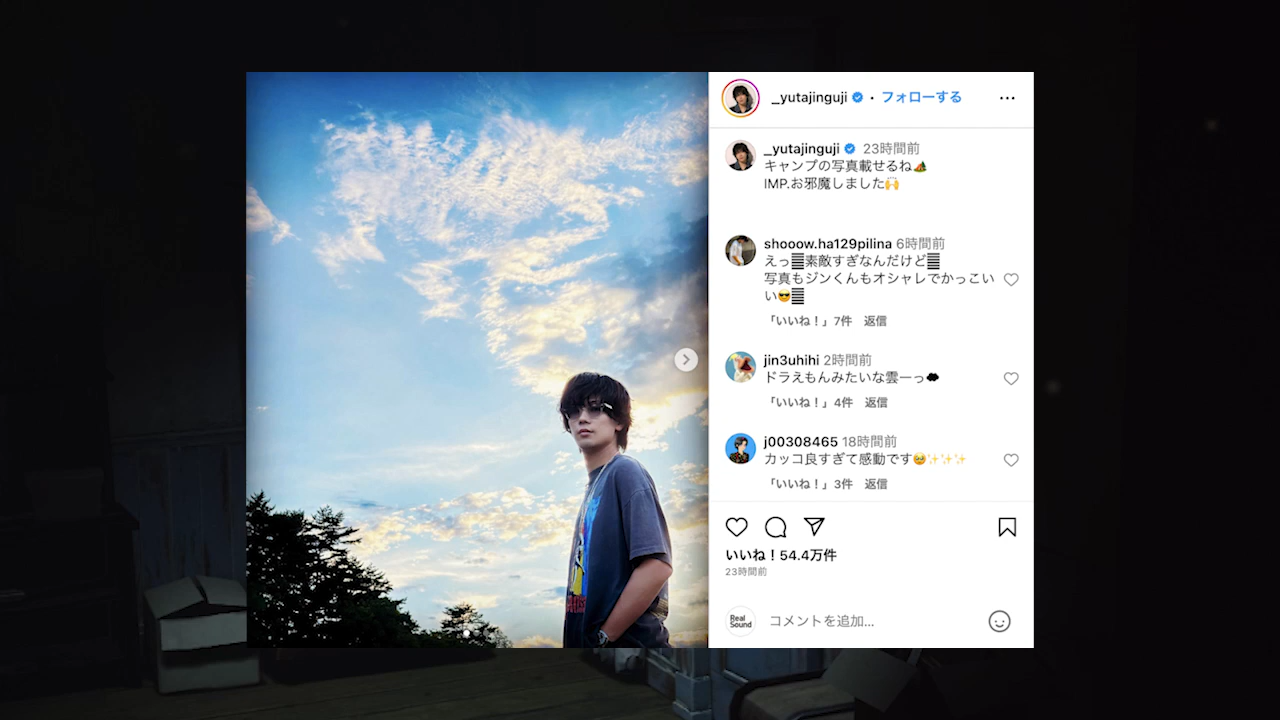 _yutajinguji • フォローする
_yutajinguji 23時間前
キャンプの写真載せるね🏕️
IMP.お邪魔しました🙌
shooow.ha129pilina 6時間前
えっ素敵すぎなんだけど
写真もジンくんもオシャレでかっこい
い😎
「いいね！」7件 返信
jin3uhihi 2時間前
ドラえもんみたいな雲ーっ
「いいね！」4件 返信
j00308465 18時間前
カッコ良すぎて感動です🥹✨✨✨
「いいね！」3件 返信
いいね！54.4万件
23時間前
Real
Sound
コメントを追加...